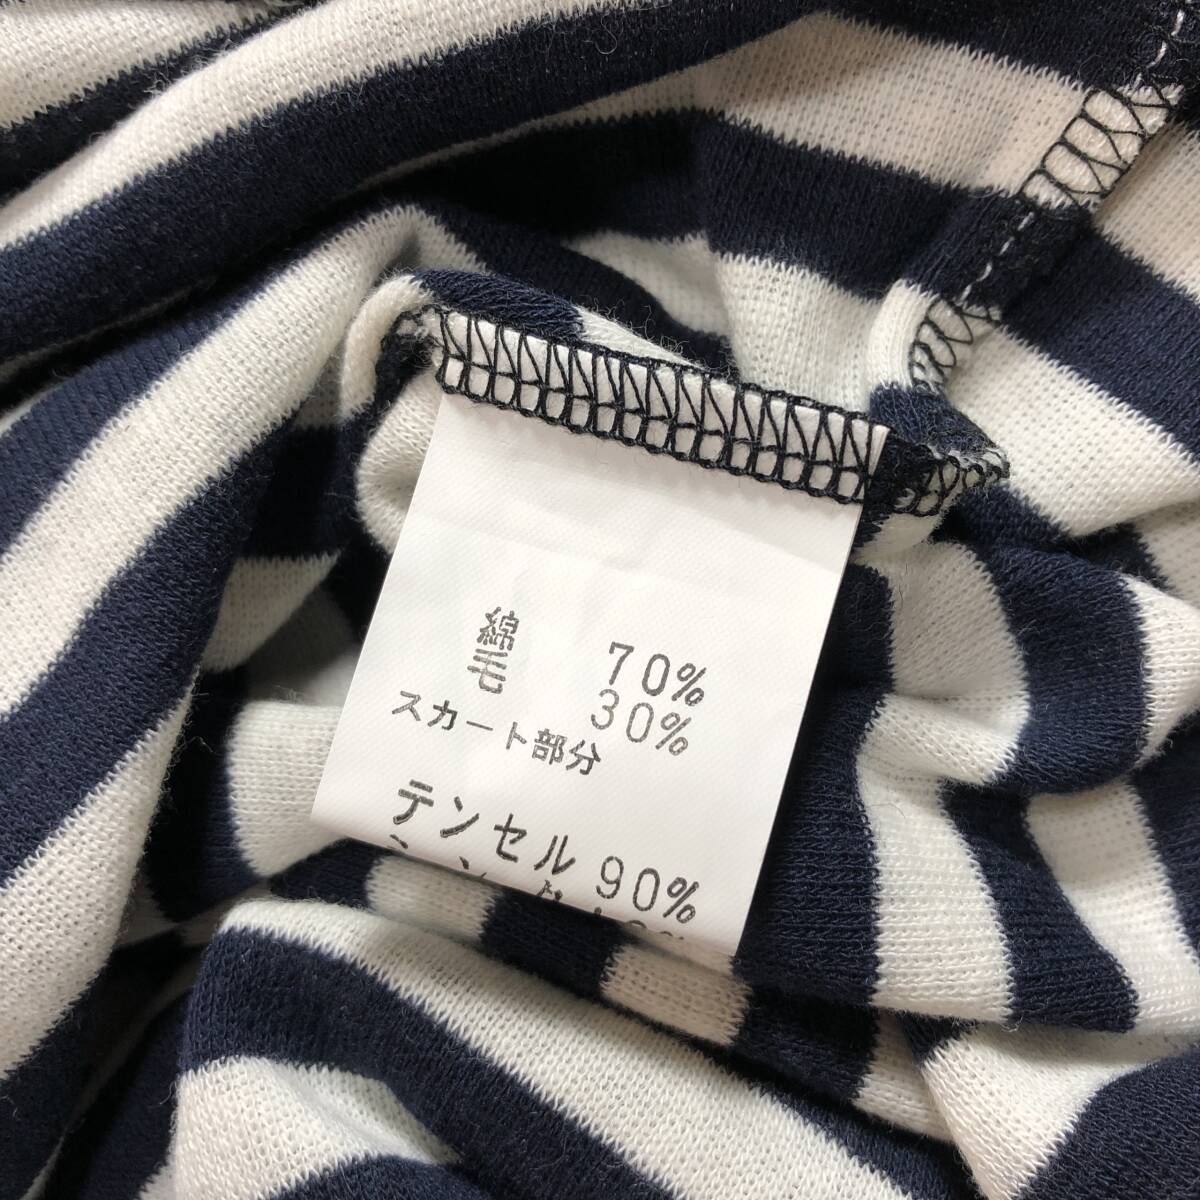 綿 70%
毛 30%
スカート部分
テンセル 90%